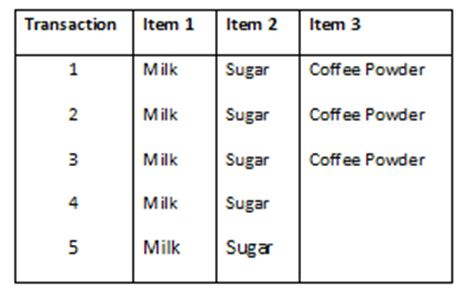 Transaction Item 1 Item 2 Item 3
1 Milk Sugar Coffee Powder
2 Milk Sugar Coffee Powder
3 Milk Sugar Coffee Powder
4 Milk Sugar
5 Milk Sugar